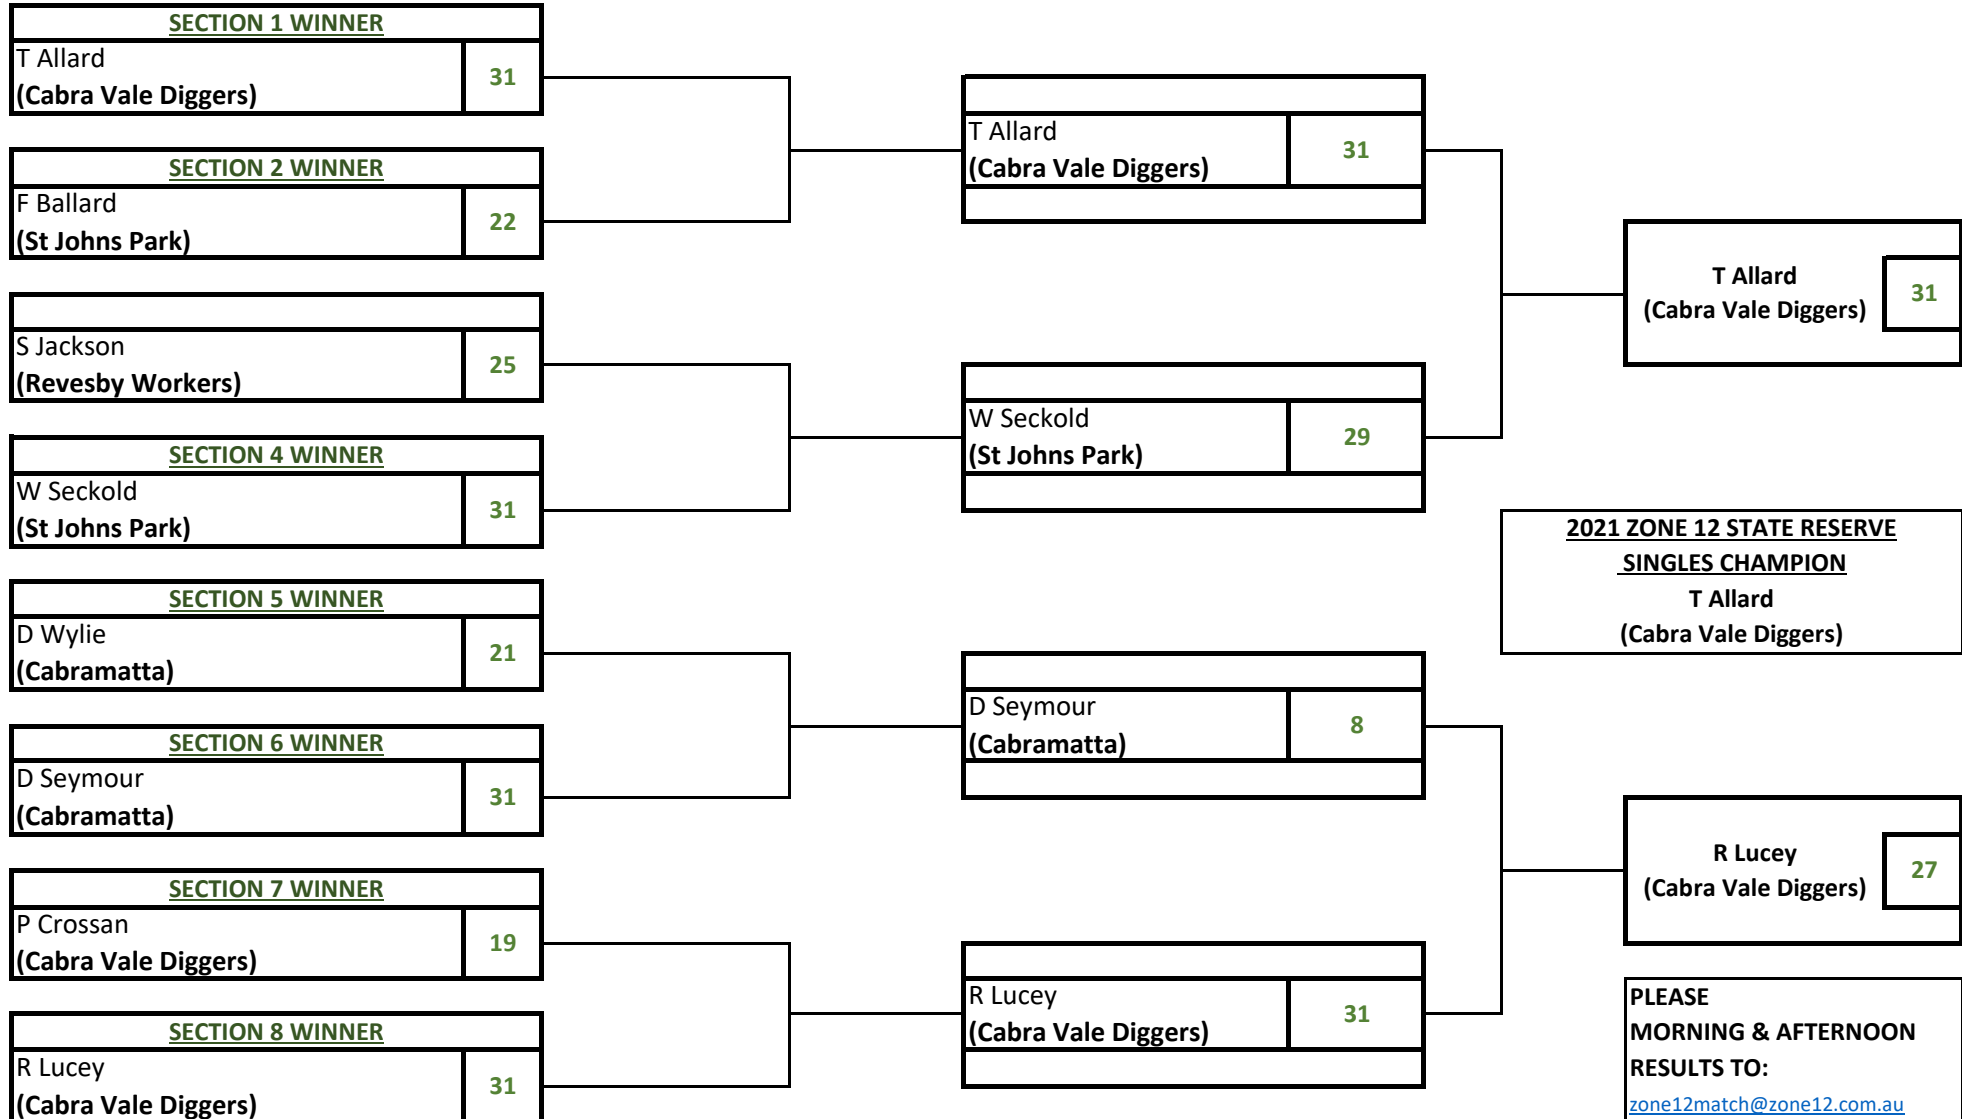 SECTION 1 WINNER
T Allard
(Cabra Vale Diggers)
31
SECTION 2 WINNER
F Ballard
(St Johns Park)
22
S Jackson
(Revesby Workers)
25
SECTION 4 WINNER
W Seckold
(St Johns Park)
31
SECTION 5 WINNER
D Wylie
(Cabramatta)
21
SECTION 6 WINNER
D Seymour
(Cabramatta)
31
SECTION 7 WINNER
P Crossan
(Cabra Vale Diggers)
19
SECTION 8 WINNER
R Lucey
(Cabra Vale Diggers)
31
T Allard
(Cabra Vale Diggers)
31
W Seckold
(St Johns Park)
29
D Seymour
(Cabramatta)
8
R Lucey
(Cabra Vale Diggers)
31
T Allard
(Cabra Vale Diggers)
31
2021 ZONE 12 STATE RESERVE
SINGLES CHAMPION
T Allard
(Cabra Vale Diggers)
R Lucey
(Cabra Vale Diggers)
27
PLEASE
MORNING & AFTERNOON
RESULTS TO:
zone12match@zone12.com.au